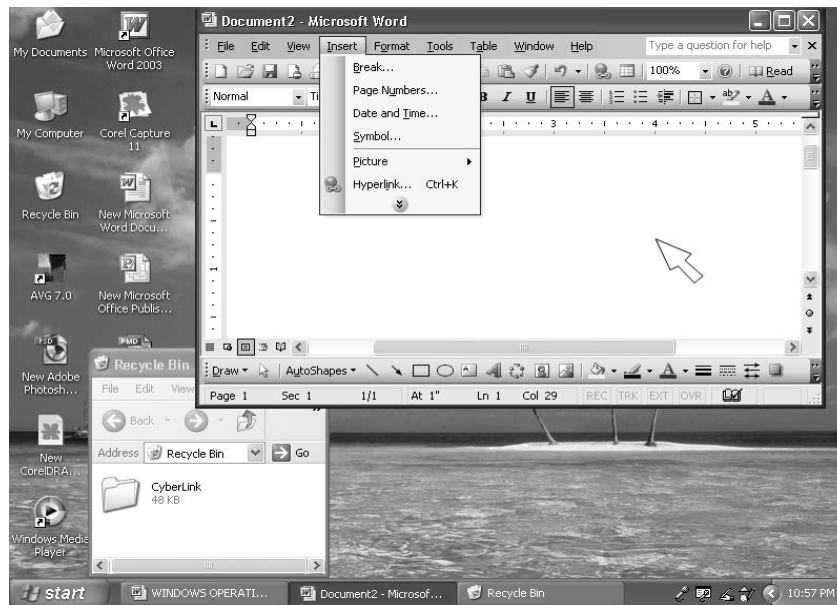 My Documents
Microsoft Office
Word 2003
My Computer
Corel Capture
11
Recycle Bin
New Microsoft
Word Docu...
AVG 7.0
New Microsoft
Office Publis...
New Adobe
Photosh...
New
CorelDRA...
Windows Media
Player
Document2 - Microsoft Word
File Edit View Insert Format Tools Table Window Help Type a question for help
100% Read
Normal
B I U
3 4 5
Break...
Page Numbers...
Date and Time...
Symbol...
Picture
Hyperlink... Ctrl+K
Draw AutoShapes
Page 1 Sec 1 1/1 At 1" Ln 1 Col 29 REC TRK EXT OVR
Recycle Bin
File Edit View
Back
Address Recycle Bin Go
CyberLink
48 KB
start WINDOWS OPERATI... Document2 - Microsof... Recycle Bin 10:57 PM